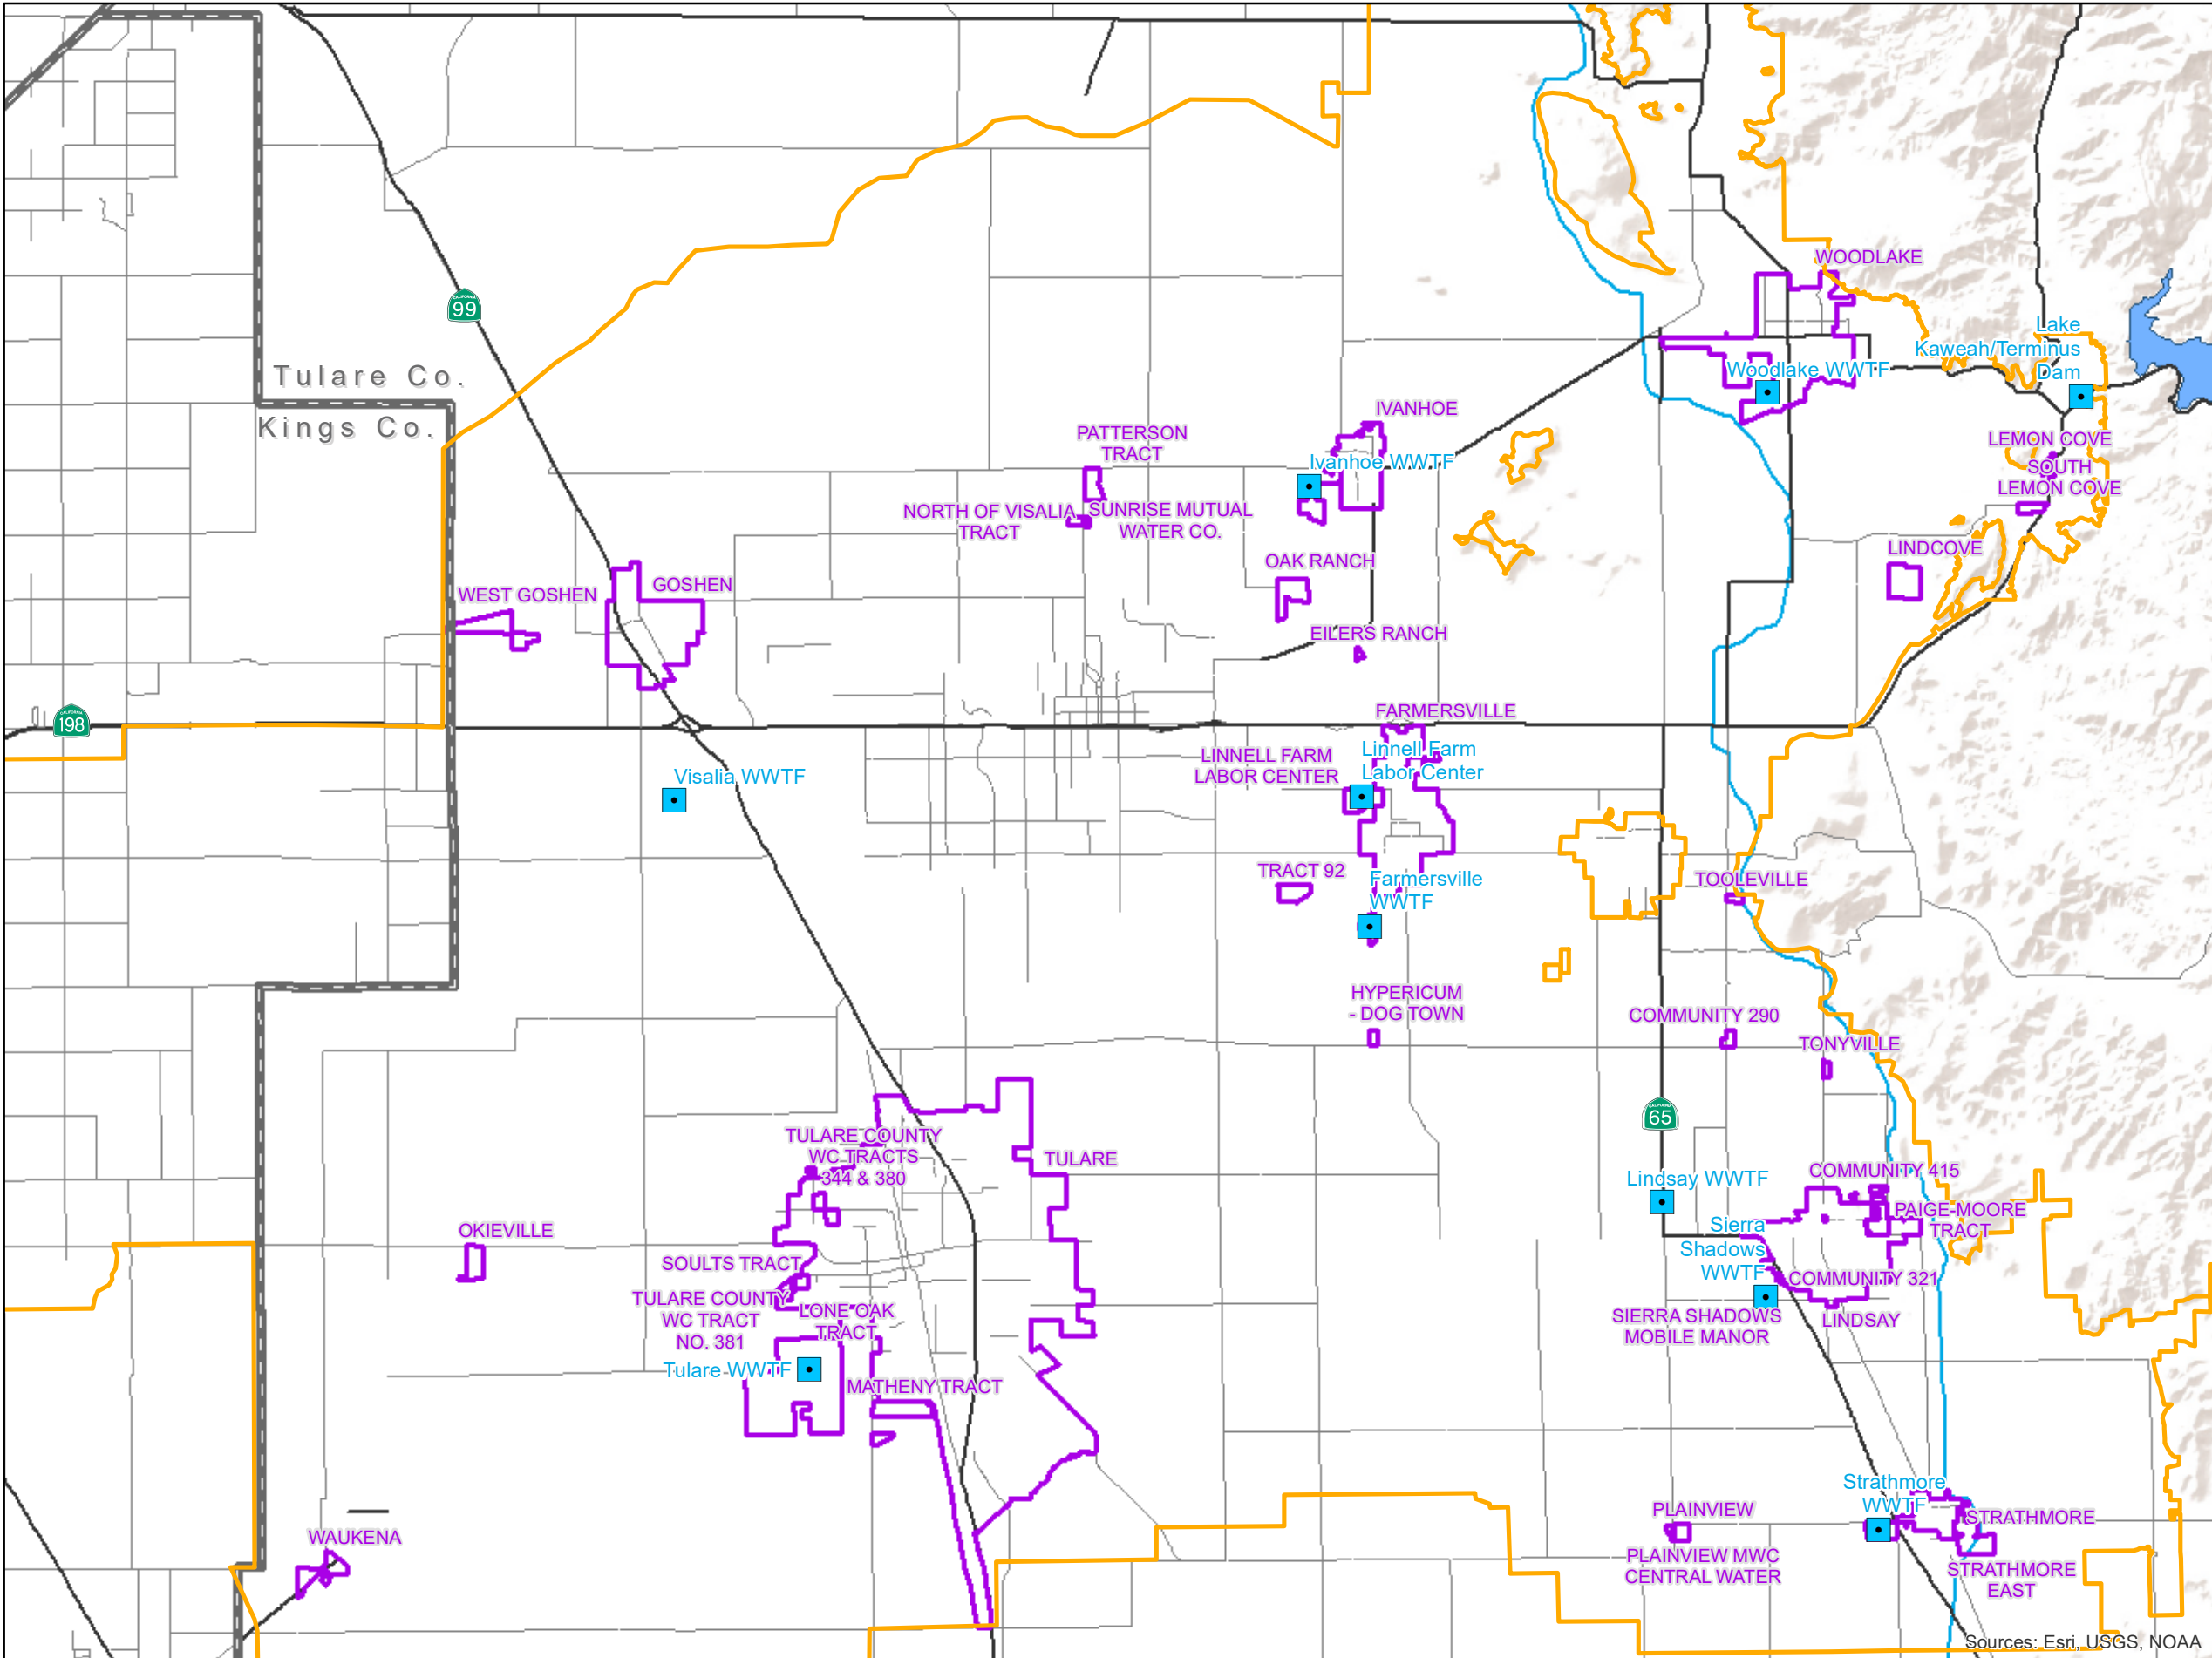 WOODLAKE
CALIFORNIA
99
Lake
Kaweah/Terminus
Dam
Tulare Co.
Kings Co.
Woodlake WWTF
IVANHOE
PATTERSON
TRACT
Ivanhoe WWTF
LEMON COVE
SOUTH
LEMON COVE
NORTH OF VISALIA
TRACT
SUNRISE MUTUAL
WATER CO.
LINDCOVE
OAK RANCH
WEST GOSHEN
GOSHEN
EILERS RANCH
CALIFORNIA
198
FARMERSVILLE
LINNELL FARM
LABOR CENTER
Linnell Farm
Labor Center
Visalia WWTF
TRACT 92
Farmersville
WWTF
TOOLEVILLE
HYPERICUM
- DOG TOWN
COMMUNITY 290
TONYVILLE
CALIFORNIA
65
TULARE COUNTY
WC TRACTS
344 & 380
TULARE
Lindsay WWTF
COMMUNITY 415
PAIGE-MOORE
TRACT
OKIEVILLE
Sierra
Shadows
WWTF
SOULTS TRACT
COMMUNITY 321
TULARE COUNTY
WC TRACT
NO. 381
LONE OAK
TRACT
SIERRA SHADOWS
MOBILE MANOR
LINDSAY
Tulare WWTF
MATHENY TRACT
Strathmore
WWTF
PLAINVIEW
STRATHMORE
WAUKENA
PLAINVIEW MWC
CENTRAL WATER
STRATHMORE
EAST
Sources: Esri, USGS, NOAA